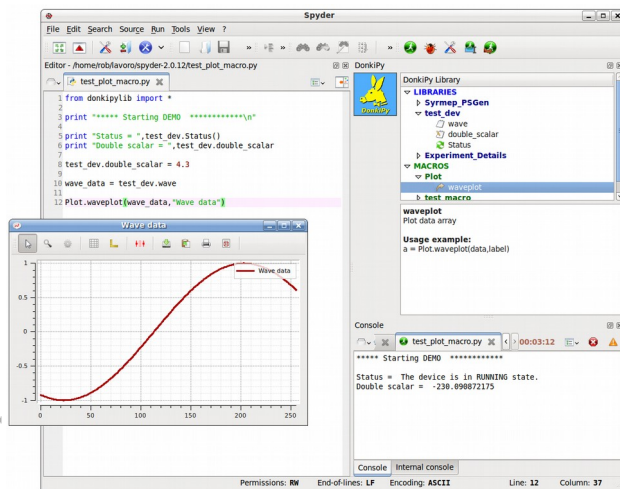 Spyder
File Edit Search Source Run Tools View ?
Editor - /home/rob/lavoro/spyder-2.0.12/test_plot_macro.py
test_plot_macro.py
1 from donkipylib import *
2
3 print "***** Starting DEMO  ************\n"
4
5 print "Status = ",test_dev.Status()
6 print "Double scalar = ",test_dev.double_scalar
7
8 test_dev.double_scalar = 4.3
9
10 wave_data = test_dev.wave
11
12 Plot.waveplot(wave_data,"Wave data")
DonkiPy
DonkiPy
DonkiPy Library
LIBRARIES
Syrmep_PSGen
test_dev
wave
double_scalar
Status
Experiment_Details
MACROS
Plot
waveplot
test_macro
waveplot
Plot data array
Usage example:
a = Plot.waveplot(data,label)
Wave data
Wave data
1
0.5
0
-0.5
-1
0 50 100 150 200 250
Console
test_plot_macro.py
00:03:12
***** Starting DEMO  ************
Status =  The device is in RUNNING state.
Double scalar =  -230.090872175
Console Internal console
Permissions: RW End-of-lines: LF Encoding: ASCII Line: 12 Column: 37